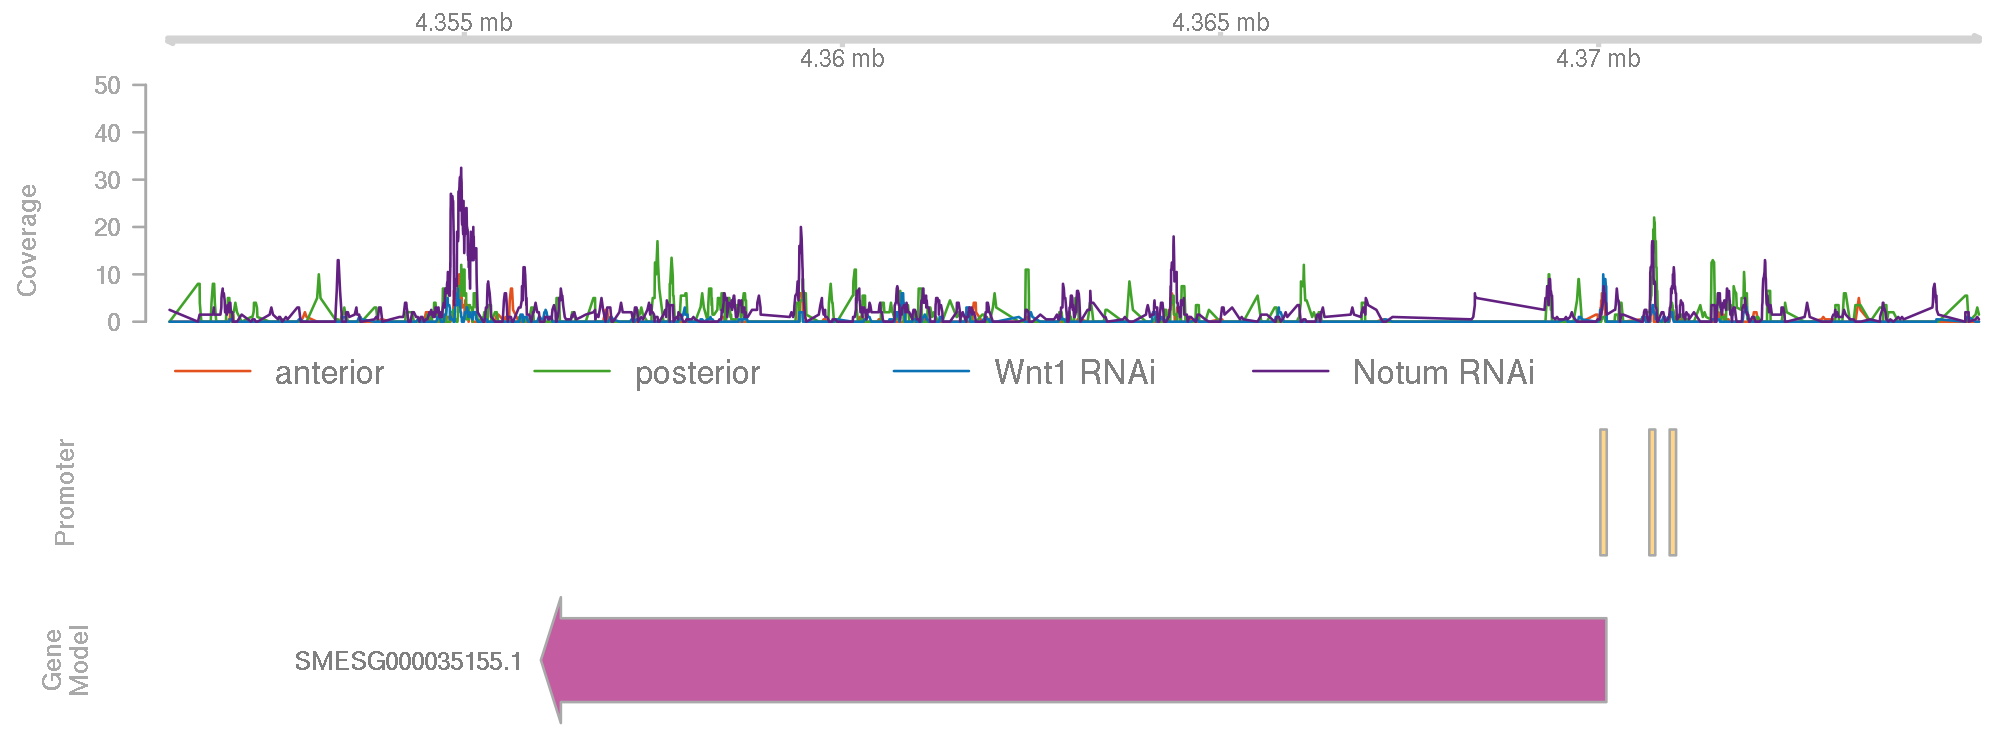 4.355 mb
4.365 mb
4.36 mb
4.37 mb
50
40
30
20
10
0
Coverage
anterior
posterior
Wnt1 RNAi
Notum RNAi
Promoter
Gene
Model
SMESG000035155.1